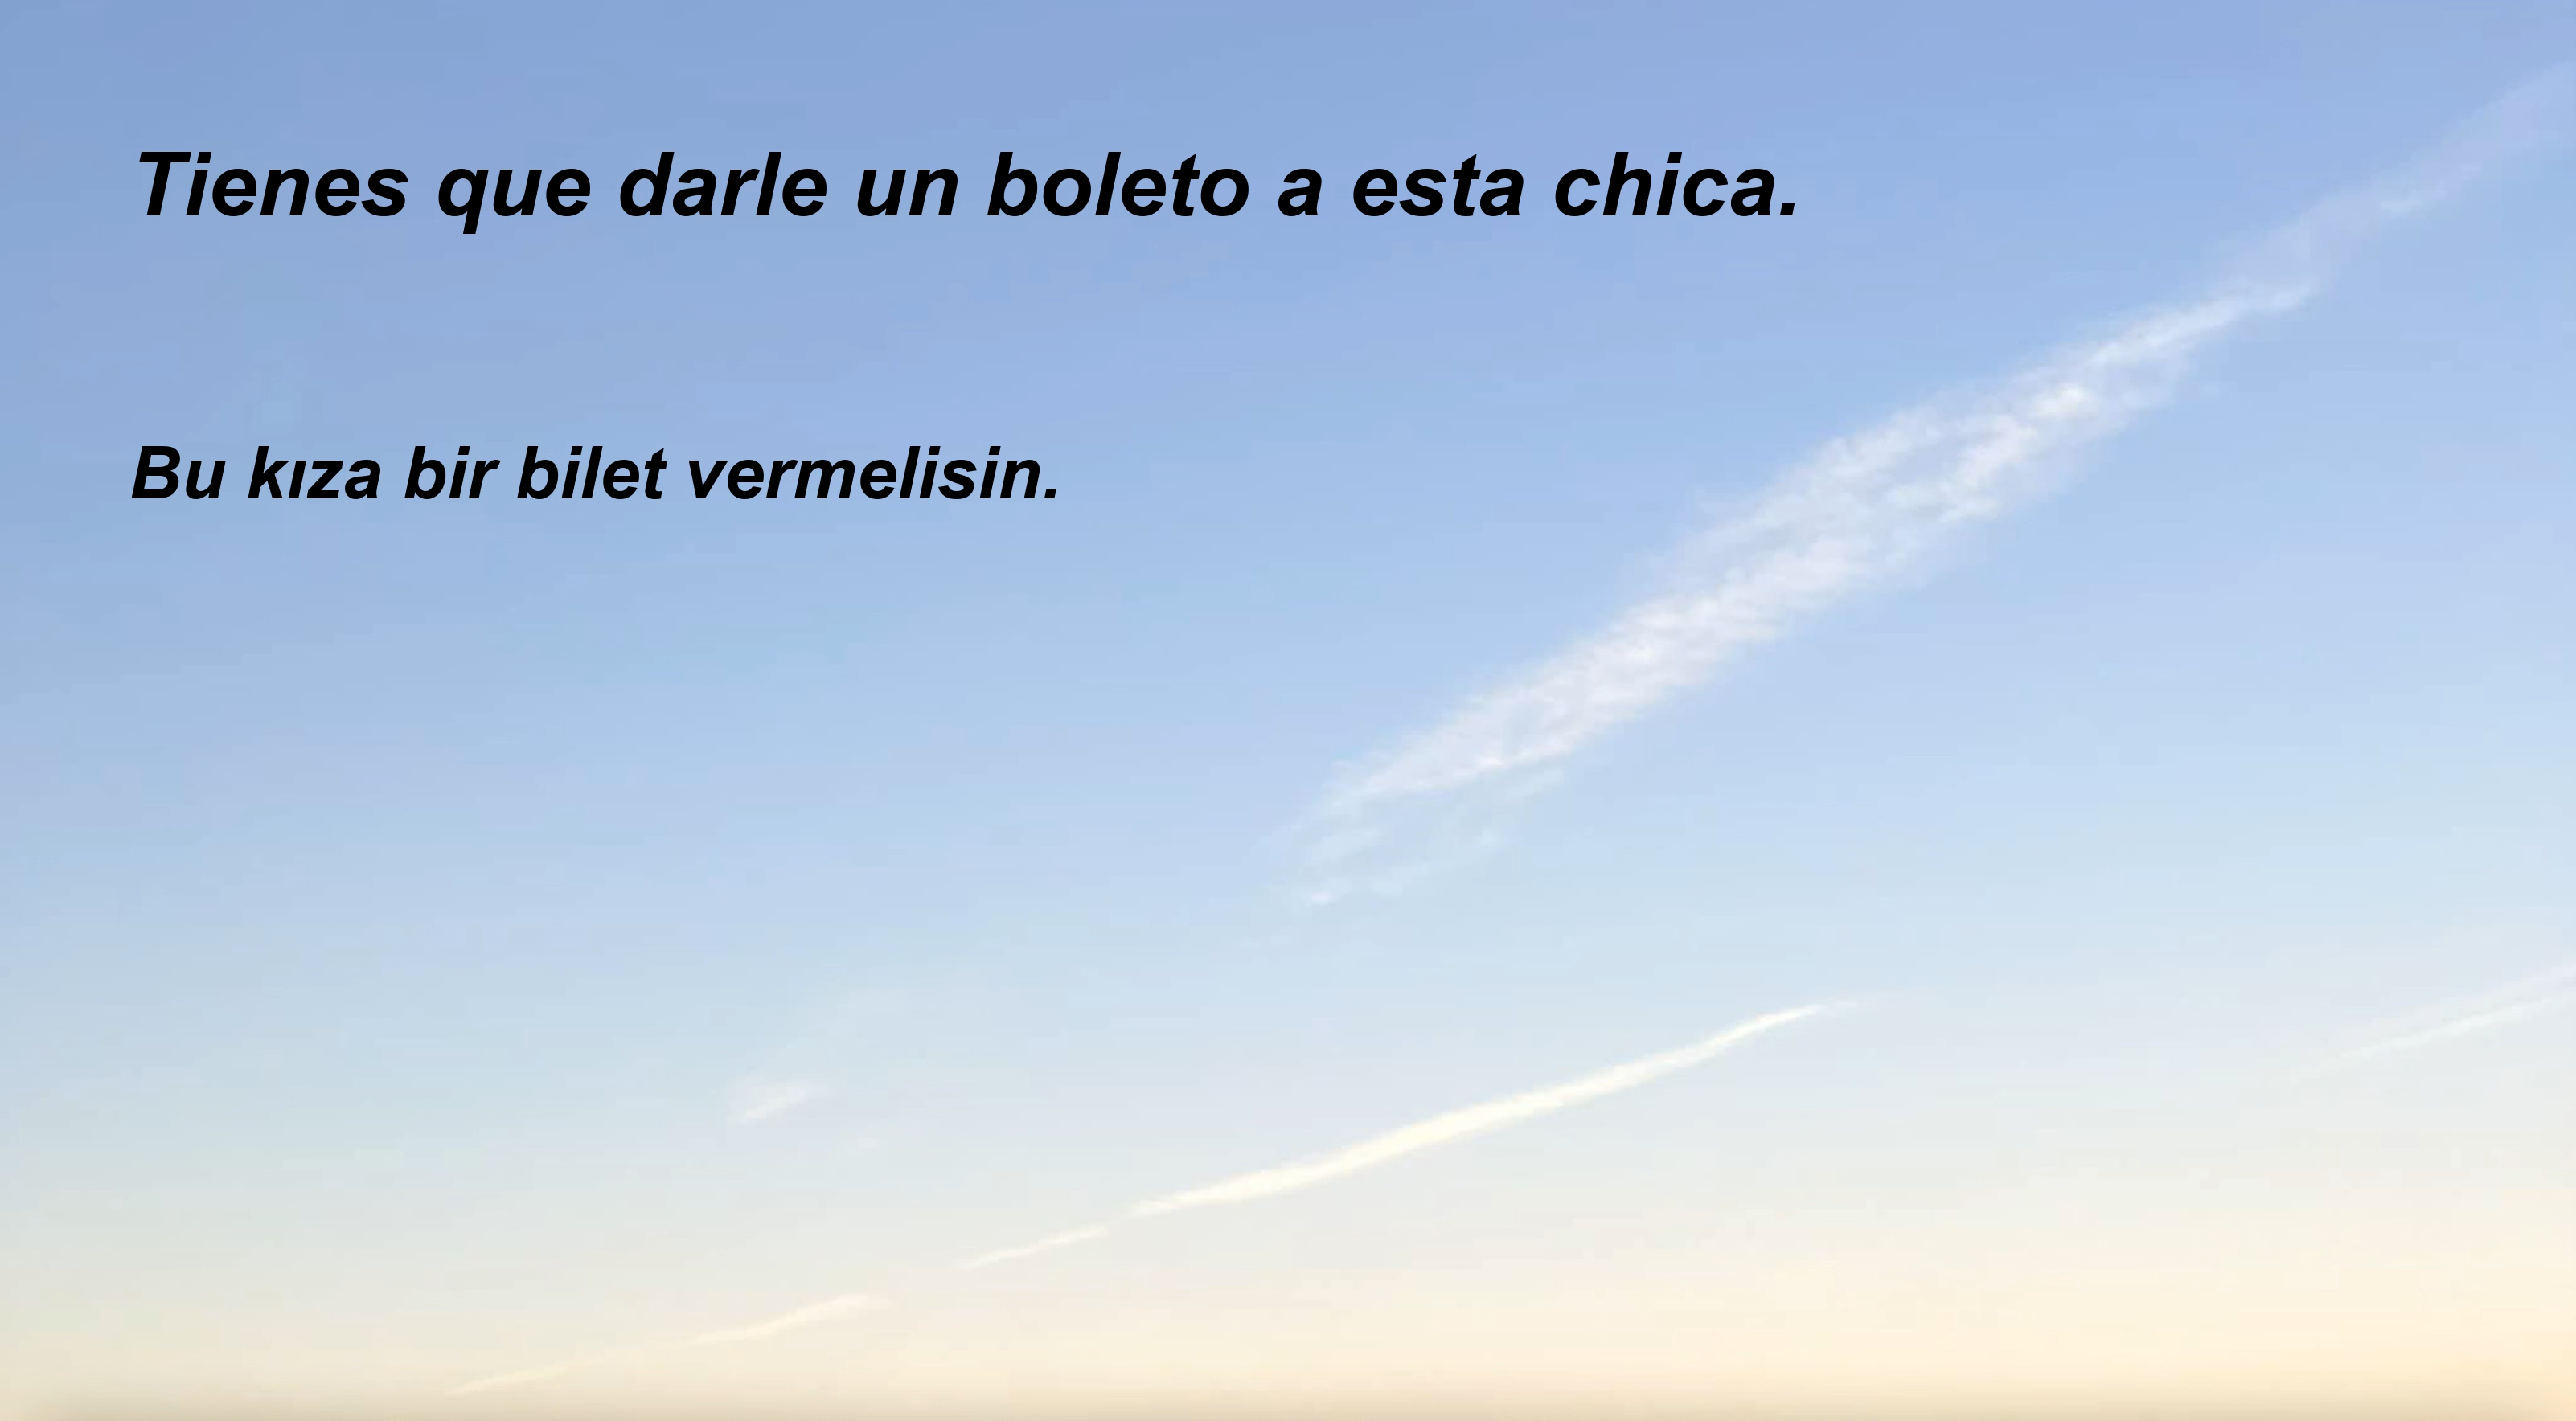 Tienes que darle un boleto a esta chica.
Bu kıza bir bilet vermelisin.